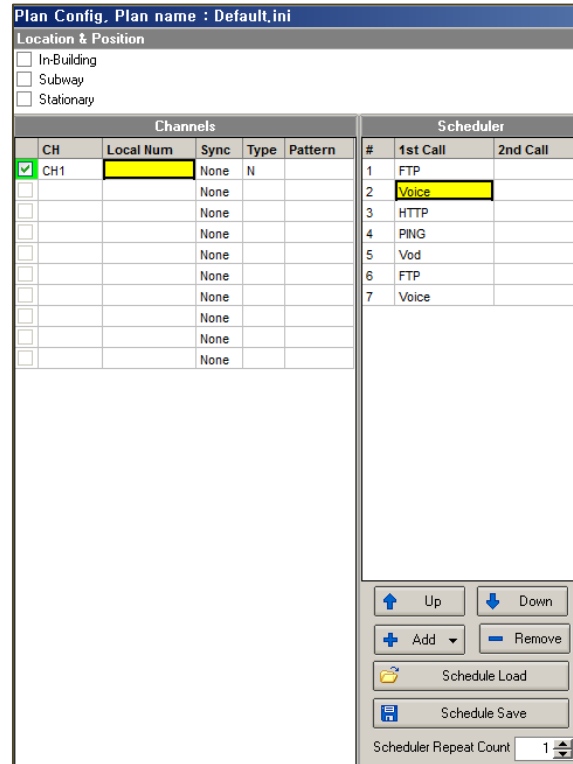 Plan Config, Plan name : Default.ini
Location & Position
In-Building
Subway
Stationary
Channels
CH Local Num Sync Type Pattern
CH1 None N
None
None
None
None
None
None
None
None
None
Scheduler
# 1st Call 2nd Call
1 FTP
2 Voice
3 HTTP
4 PING
5 Vod
6 FTP
7 Voice
Up Down
Add Remove
Schedule Load
Schedule Save
Scheduler Repeat Count 1